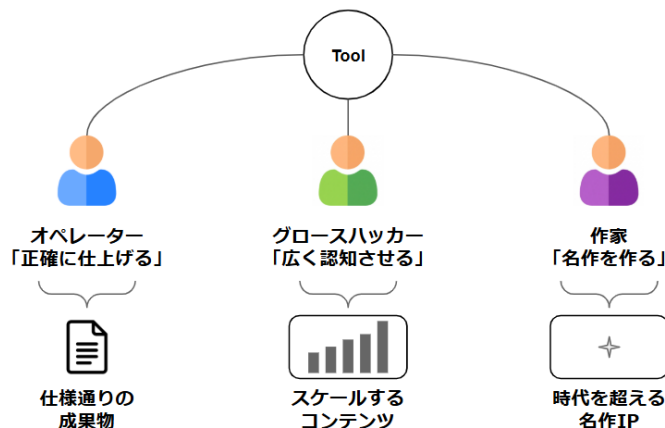 Tool
オペレーター
「正確に仕上げる」
グロースハッカー
「広く認知させる」
作家
「名作を作る」
仕様通りの
成果物
スケールする
コンテンツ
時代を超える
名作IP